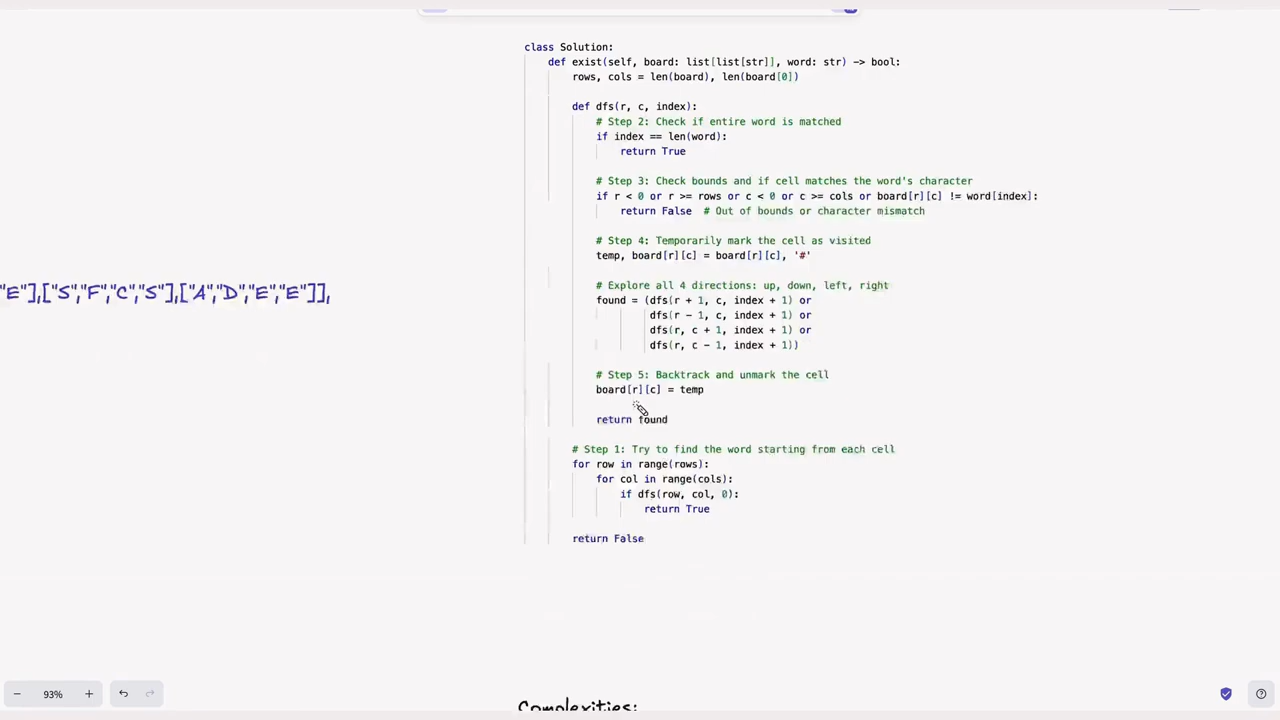 class Solution:
def exist(self, board: list[list[str]], word: str) -> bool:
rows, cols = len(board), len(board[0])
def dfs(r, c, index):
# Step 2: Check if entire word is matched
if index == len(word):
return True
# Step 3: Check bounds and if cell matches the word's character
if r < 0 or r >= rows or c < 0 or c >= cols or board[r][c] != word[index]:
return False  # Out of bounds or character mismatch
# Step 4: Temporarily mark the cell as visited
temp, board[r][c] = board[r][c], '#'
# Explore all 4 directions: up, down, left, right
found = (dfs(r + 1, c, index + 1) or
dfs(r - 1, c, index + 1) or
dfs(r, c + 1, index + 1) or
dfs(r, c - 1, index + 1))
# Step 5: Backtrack and unmark the cell
board[r][c] = temp
return found
# Step 1: Try to find the word starting from each cell
for row in range(rows):
for col in range(cols):
if dfs(row, col, 0):
return True
return False
"E"],["S","F","C","S"],["A","D","E","E"]],
Complexities:
93%